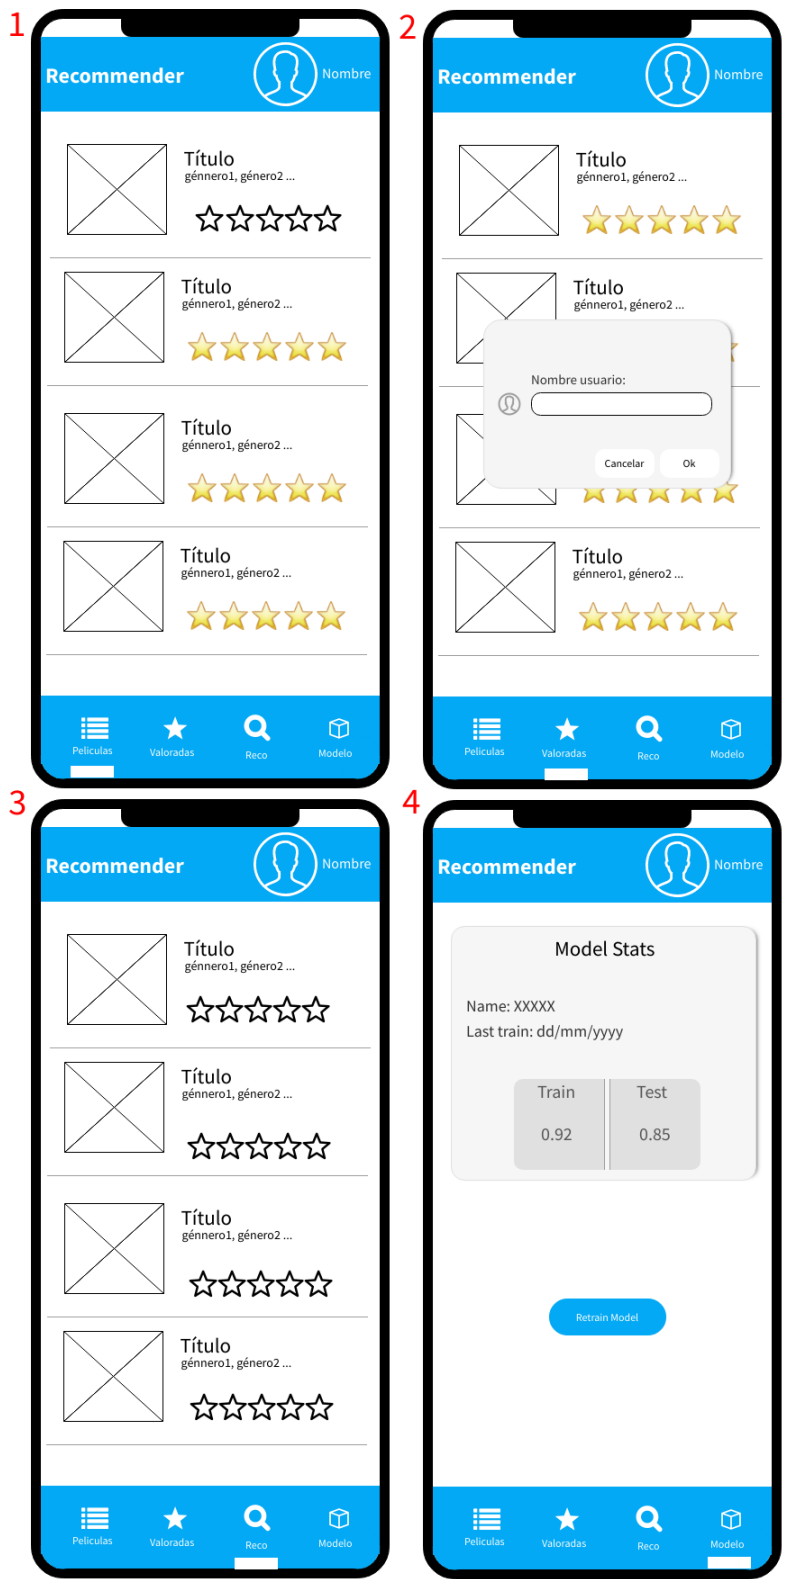 1
Recommender
Nombre
Título
génnero1, género2 ...
Título
génnero1, género2 ...
Título
génnero1, género2 ...
Título
génnero1, género2 ...
Peliculas
Valoradas
Reco
Modelo
2
Recommender
Nombre
Título
génnero1, género2 ...
Título
génnero1, género2 ...
Nombre usuario:
Cancelar
Ok
Título
génnero1, género2 ...
Peliculas
Valoradas
Reco
Modelo
3
Recommender
Nombre
Título
génnero1, género2 ...
Título
génnero1, género2 ...
Título
génnero1, género2 ...
Título
génnero1, género2 ...
Peliculas
Valoradas
Reco
Modelo
4
Recommender
Nombre
Model Stats
Name: XXXXX
Last train: dd/mm/yyyy
Train
Test
0.92
0.85
Retrain Model
Peliculas
Valoradas
Reco
Modelo